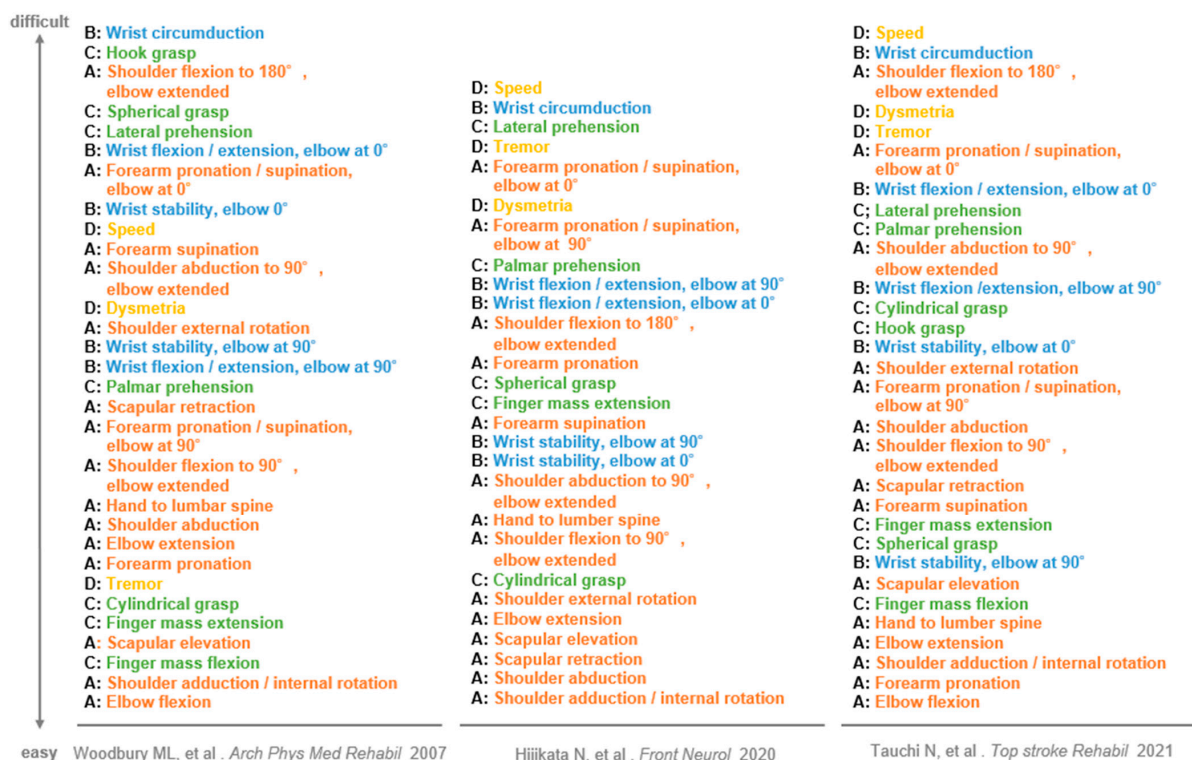 difficult
B: Wrist circumduction
C: Hook grasp
A: Shoulder flexion to 180° ,
elbow extended
C: Spherical grasp
C: Lateral prehension
B: Wrist flexion / extension, elbow at 0°
A: Forearm pronation / supination,
elbow at 0°
B: Wrist stability, elbow 0°
D: Speed
A: Forearm supination
A: Shoulder abduction to 90° ,
elbow extended
D: Dysmetria
A: Shoulder external rotation
B: Wrist stability, elbow at 90°
B: Wrist flexion / extension, elbow at 90°
C: Palmar prehension
A: Scapular retraction
A: Forearm pronation / supination,
elbow at 90°
A: Shoulder flexion to 90° ,
elbow extended
A: Hand to lumbar spine
A: Shoulder abduction
A: Elbow extension
A: Forearm pronation
D: Tremor
C: Cylindrical grasp
C: Finger mass extension
A: Scapular elevation
C: Finger mass flexion
A: Shoulder adduction / internal rotation
A: Elbow flexion
easy
Woodbury ML, et al . Arch Phys Med Rehabil 2007
D: Speed
B: Wrist circumduction
C: Lateral prehension
D: Tremor
A: Forearm pronation / supination,
elbow at 0°
D: Dysmetria
A: Forearm pronation / supination,
elbow at 90°
C: Palmar prehension
B: Wrist flexion / extension, elbow at 90°
B: Wrist flexion / extension, elbow at 0°
A: Shoulder flexion to 180° ,
elbow extended
A: Forearm pronation
C: Spherical grasp
C: Finger mass extension
A: Forearm supination
B: Wrist stability, elbow at 90°
B: Wrist stability, elbow at 0°
A: Shoulder abduction to 90° ,
elbow extended
A: Hand to lumber spine
A: Shoulder flexion to 90° ,
elbow extended
C: Cylindrical grasp
A: Shoulder external rotation
A: Elbow extension
A: Scapular elevation
A: Scapular retraction
A: Shoulder abduction
A: Shoulder adduction / internal rotation
Hijikata N, et al . Front Neurol 2020
D: Speed
B: Wrist circumduction
A: Shoulder flexion to 180° ,
elbow extended
D: Dysmetria
D: Tremor
A: Forearm pronation / supination,
elbow at 0°
B: Wrist flexion / extension, elbow at 0°
C; Lateral prehension
C: Palmar prehension
A: Shoulder abduction to 90° ,
elbow extended
B: Wrist flexion /extension, elbow at 90°
C: Cylindrical grasp
C: Hook grasp
B: Wrist stability, elbow at 0°
A: Shoulder external rotation
A: Forearm pronation / supination,
elbow at 90°
A: Shoulder abduction
A: Shoulder flexion to 90° ,
elbow extended
A: Scapular retraction
A: Forearm supination
C: Finger mass extension
C: Spherical grasp
B: Wrist stability, elbow at 90°
A: Scapular elevation
C: Finger mass flexion
A: Hand to lumber spine
A: Elbow extension
A: Shoulder adduction / internal rotation
A: Forearm pronation
A: Elbow flexion
Tauchi N, et al . Top stroke Rehabil 2021